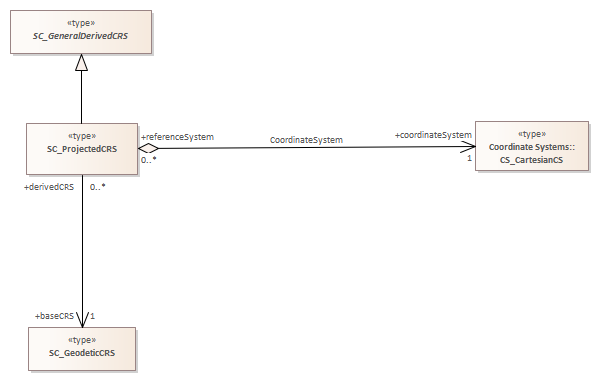 «type»
SC_GeneralDerivedCRS
«type»
SC_ProjectedCRS
+referenceSystem
0..*
CoordinateSystem
+coordinateSystem
1
«type»
Coordinate Systems::
CS_CartesianCS
+derivedCRS
0..*
+baseCRS
1
«type»
SC_GeodeticCRS